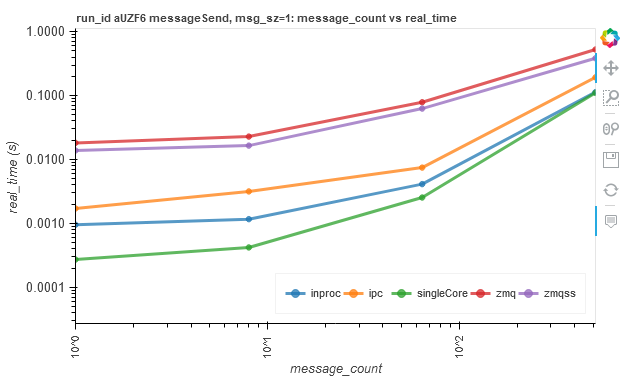 run_id aUZF6 messageSend, msg_sz=1: message_count vs real_time
1.0000
0.1000
0.0100
0.0010
0.0001
real_time (s)
inproc ipc singleCore zmq zmqss
10^0 10^1 10^2
message_count